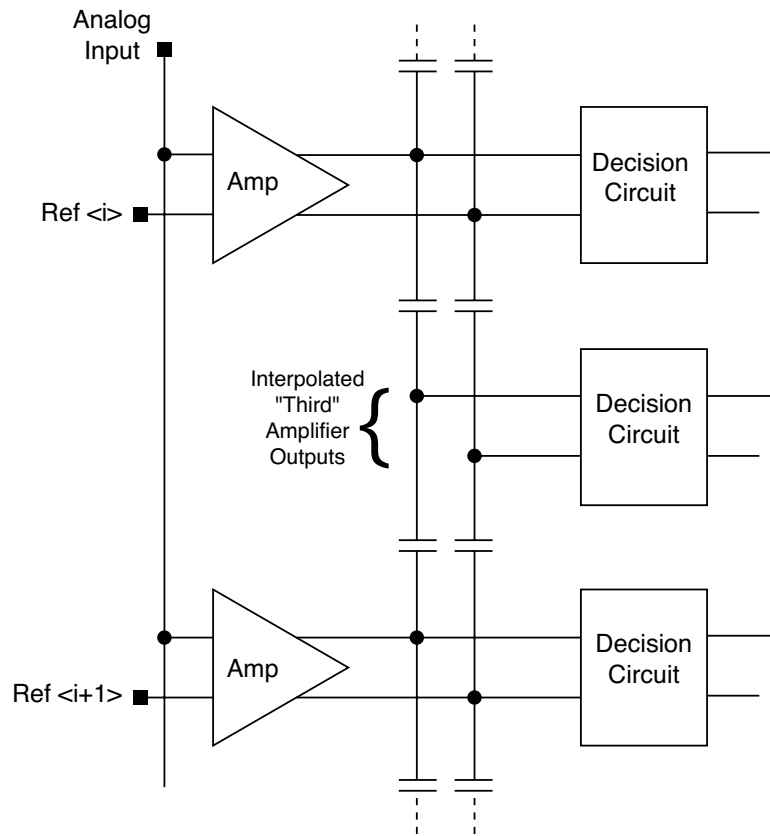 Analog
Input
Amp
Decision
Circuit
Ref <i>
Interpolated
"Third"
Amplifier
Outputs
Decision
Circuit
Amp
Decision
Circuit
Ref <i+1>